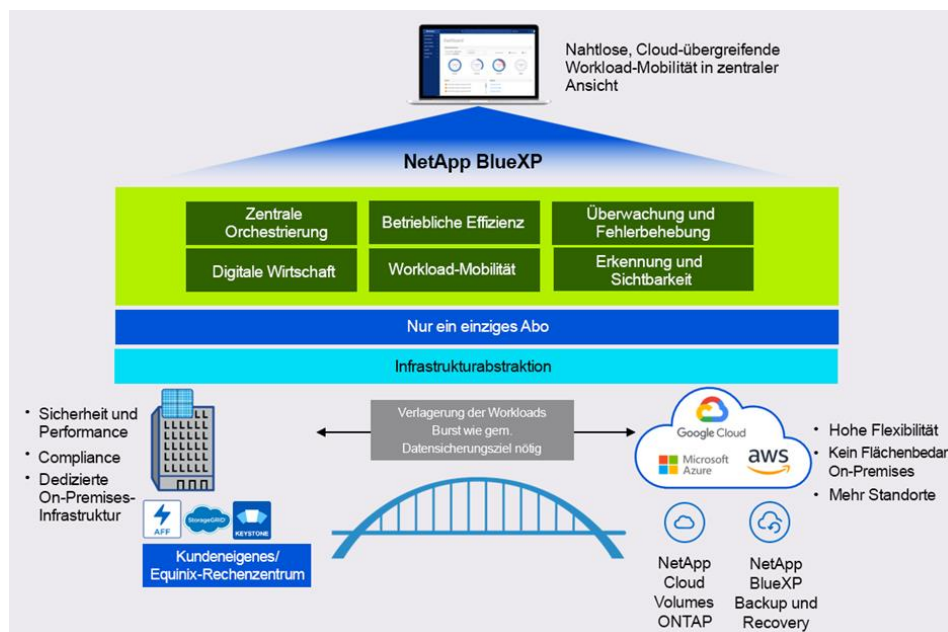 Nahtlose, Cloud-übergreifende
Workload-Mobilität in zentraler
Ansicht
NetApp BlueXP
Zentrale
Orchestrierung
Betriebliche Effizienz
Überwachung und
Fehlerbehebung
Digitale Wirtschaft
Workload-Mobilität
Erkennung und
Sichtbarkeit
Nur ein einziges Abo
Infrastrukturabstraktion
• Sicherheit und
Performance
• Compliance
• Dedizierte
On-Premises-
Infrastruktur
AFF
StorageGRID
KEYSTONE
Kundeneigenes/
Equinix-Rechenzentrum
Verlagerung der Workloads
Burst wie gem.
Datensicherungsziel nötig
Google Cloud
Microsoft
Azure
aws
• Hohe Flexibilität
• Kein Flächenbedar
On-Premises
• Mehr Standorte
NetApp
Cloud
Volumes
ONTAP
NetApp
BlueXP
Backup und
Recovery